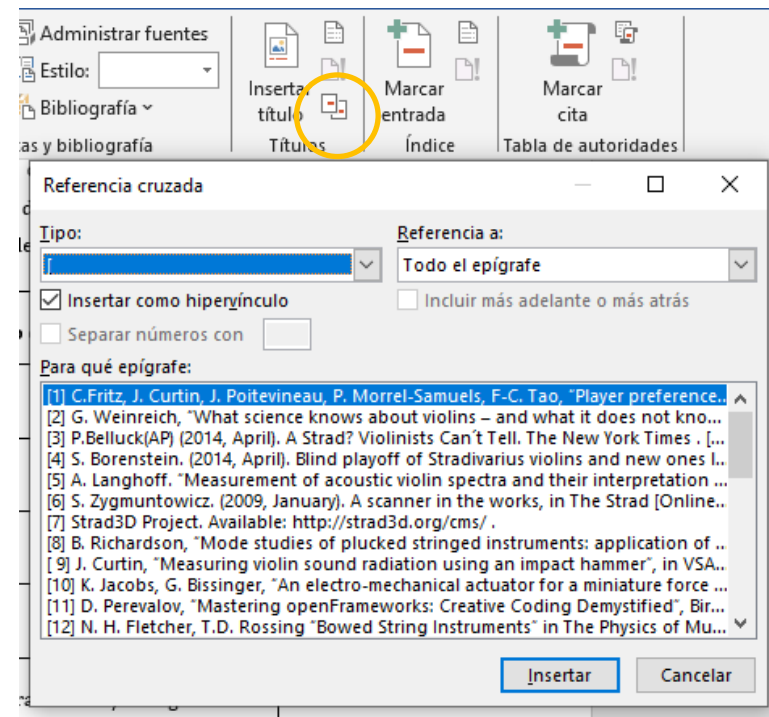 Administrar fuentes
Estilo:
Bibliografía
as y bibliografía
Insertar
título
Títulos
Marcar
entrada
Índice
Marcar
cita
Tabla de autoridades
Referencia cruzada
Tipo:
Referencia a:
[
Todo el epígrafe
Insertar como hipervínculo
Incluir más adelante o más atrás
Separar números con
Para qué epígrafe:
[1] C.Fritz, J. Curtin, J. Poitevineau, P. Morrel-Samuels, F-C. Tao, "Player preference...
[2] G. Weinreich, "What science knows about violins – and what it does not kno...
[3] P.Belluck(AP) (2014, April). A Strad? Violinists Can´t Tell. The New York Times . [...
[4] S. Borenstein. (2014, April). Blind playoff of Stradivarius violins and new ones l...
[5] A. Langhoff. "Measurement of acoustic violin spectra and their interpretation ...
[6] S. Zygmuntowicz. (2009, January). A scanner in the works, in The Strad [Online...
[7] Strad3D Project. Available: http://strad3d.org/cms/ .
[8] B. Richardson, "Mode studies of plucked stringed instruments: application of ...
[ 9] J. Curtin, "Measuring violin sound radiation using an impact hammer", in VSA...
[10] K. Jacobs, G. Bissinger, "An electro-mechanical actuator for a miniature force ...
[11] D. Perevalov, "Mastering openFrameworks: Creative Coding Demystified", Bir...
[12] N. H. Fletcher, T.D. Rossing "Bowed String Instruments" in The Physics of Mu...
Insertar
Cancelar